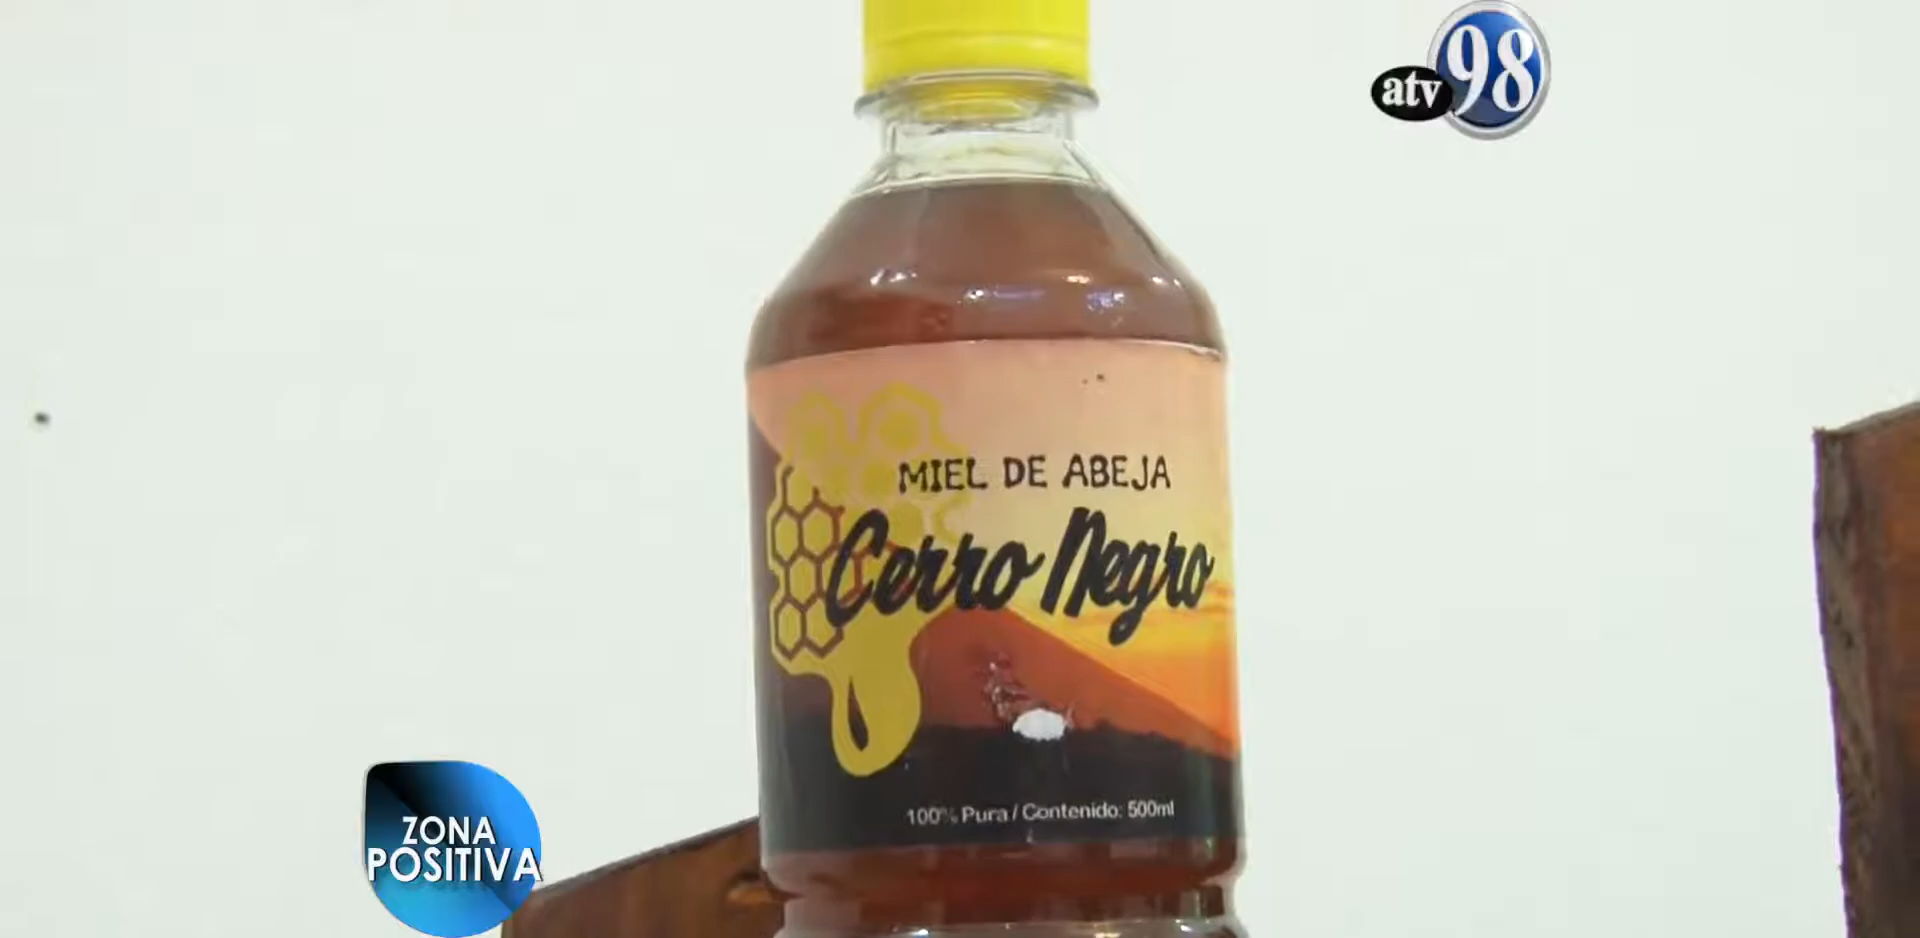 atv 98
MIEL DE ABEJA
Cerro Negro
100% Pura / Contenido: 500ml
ZONA
POSITIVA